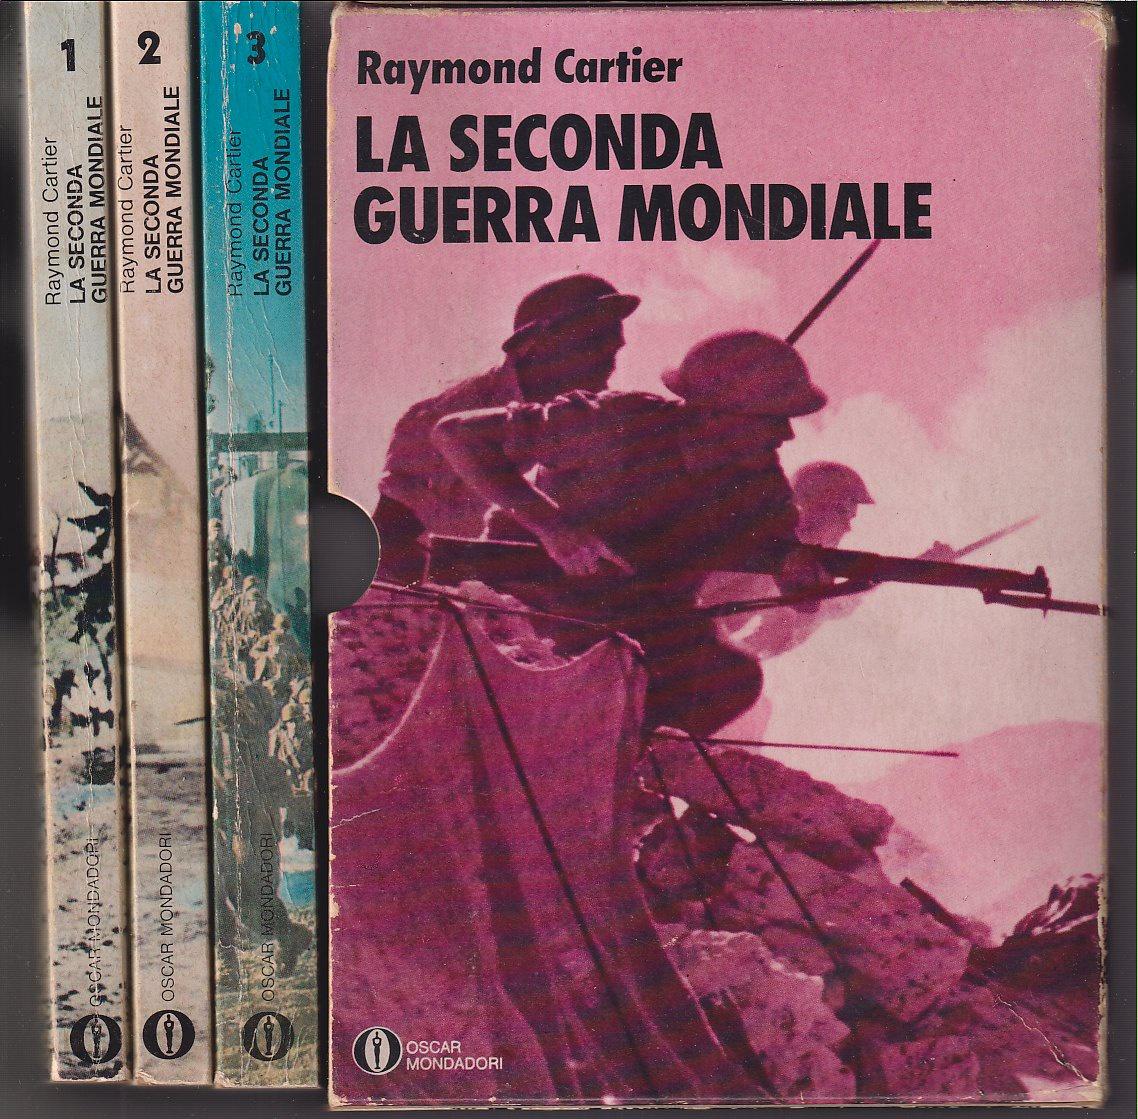 1
Raymond Cartier
LA SECONDA
GUERRA MONDIALE
OSCAR MONDADORI
2
Raymond Cartier
LA SECONDA
GUERRA MONDIALE
OSCAR MONDADORI
3
Raymond Cartier
LA SECONDA
GUERRA MONDIALE
OSCAR MONDADORI
Raymond Cartier
LA SECONDA
GUERRA MONDIALE
OSCAR
MONDADORI